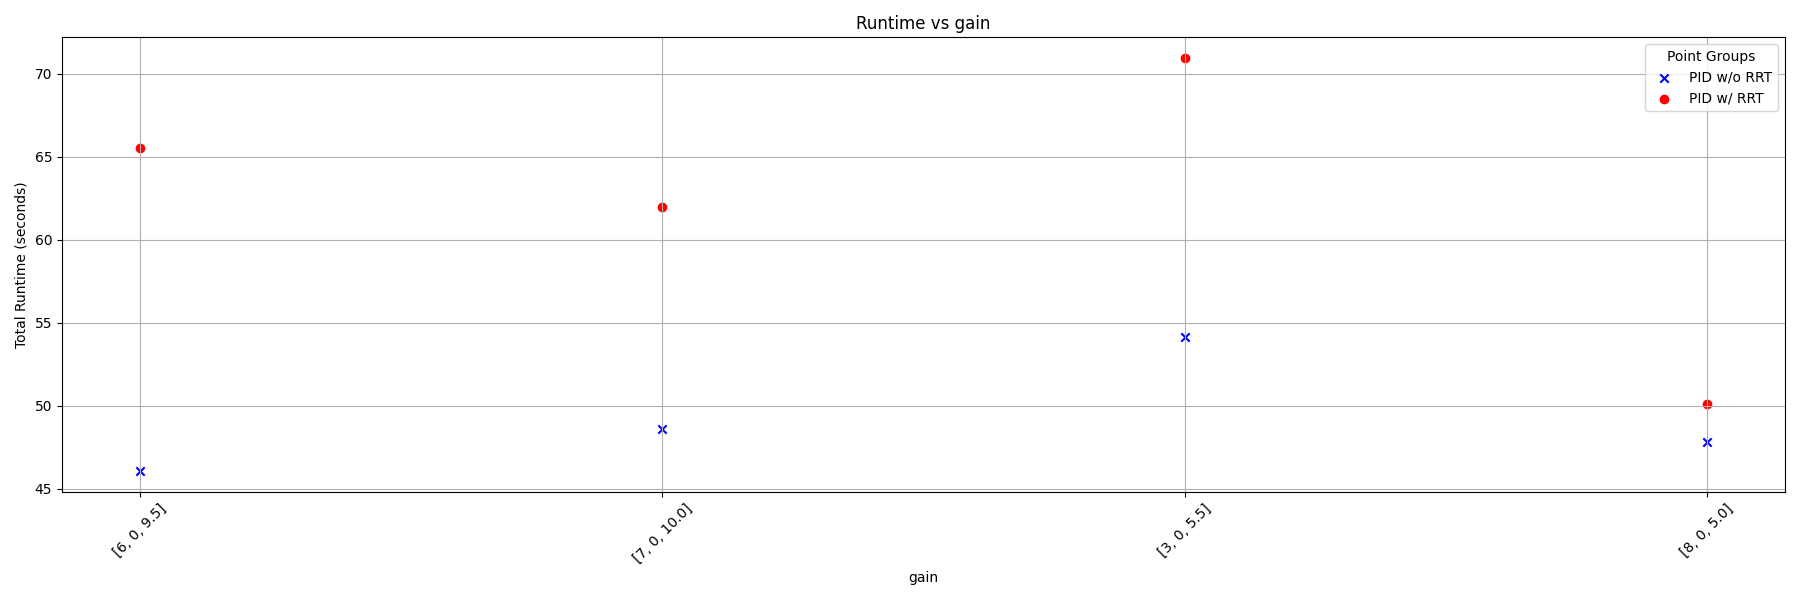 Runtime vs gain
Point Groups
PID w/o RRT
PID w/ RRT
Total Runtime (seconds)
70
65
60
55
50
45
[6, 0, 9.5]
[7, 0, 10.0]
[3, 0, 5.5]
[8, 0, 5.0]
gain